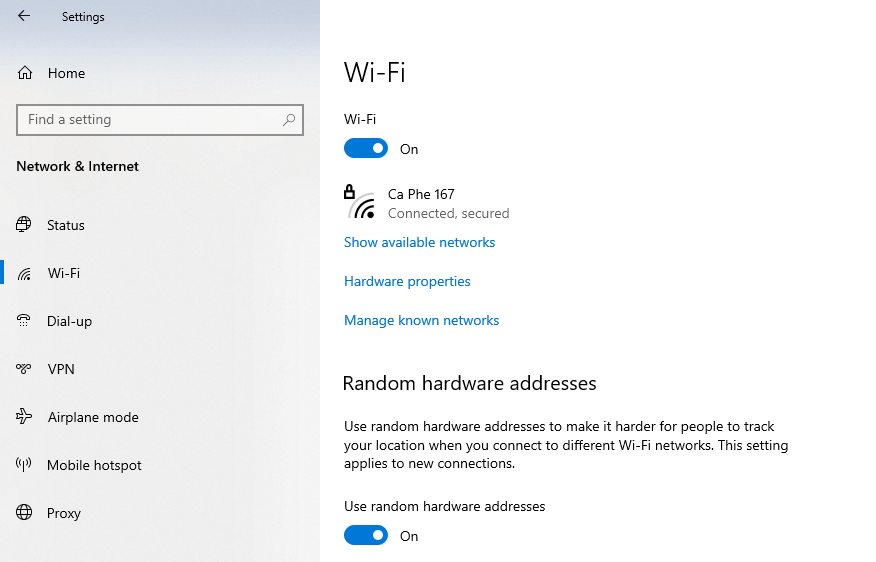 Settings
Home
Find a setting
Network & Internet
Status
Wi-Fi
Dial-up
VPN
Airplane mode
Mobile hotspot
Proxy
Wi-Fi
Wi-Fi
On
Ca Phe 167
Connected, secured
Show available networks
Hardware properties
Manage known networks
Random hardware addresses
Use random hardware addresses to make it harder for people to track
your location when you connect to different Wi-Fi networks. This setting
applies to new connections.
Use random hardware addresses
On